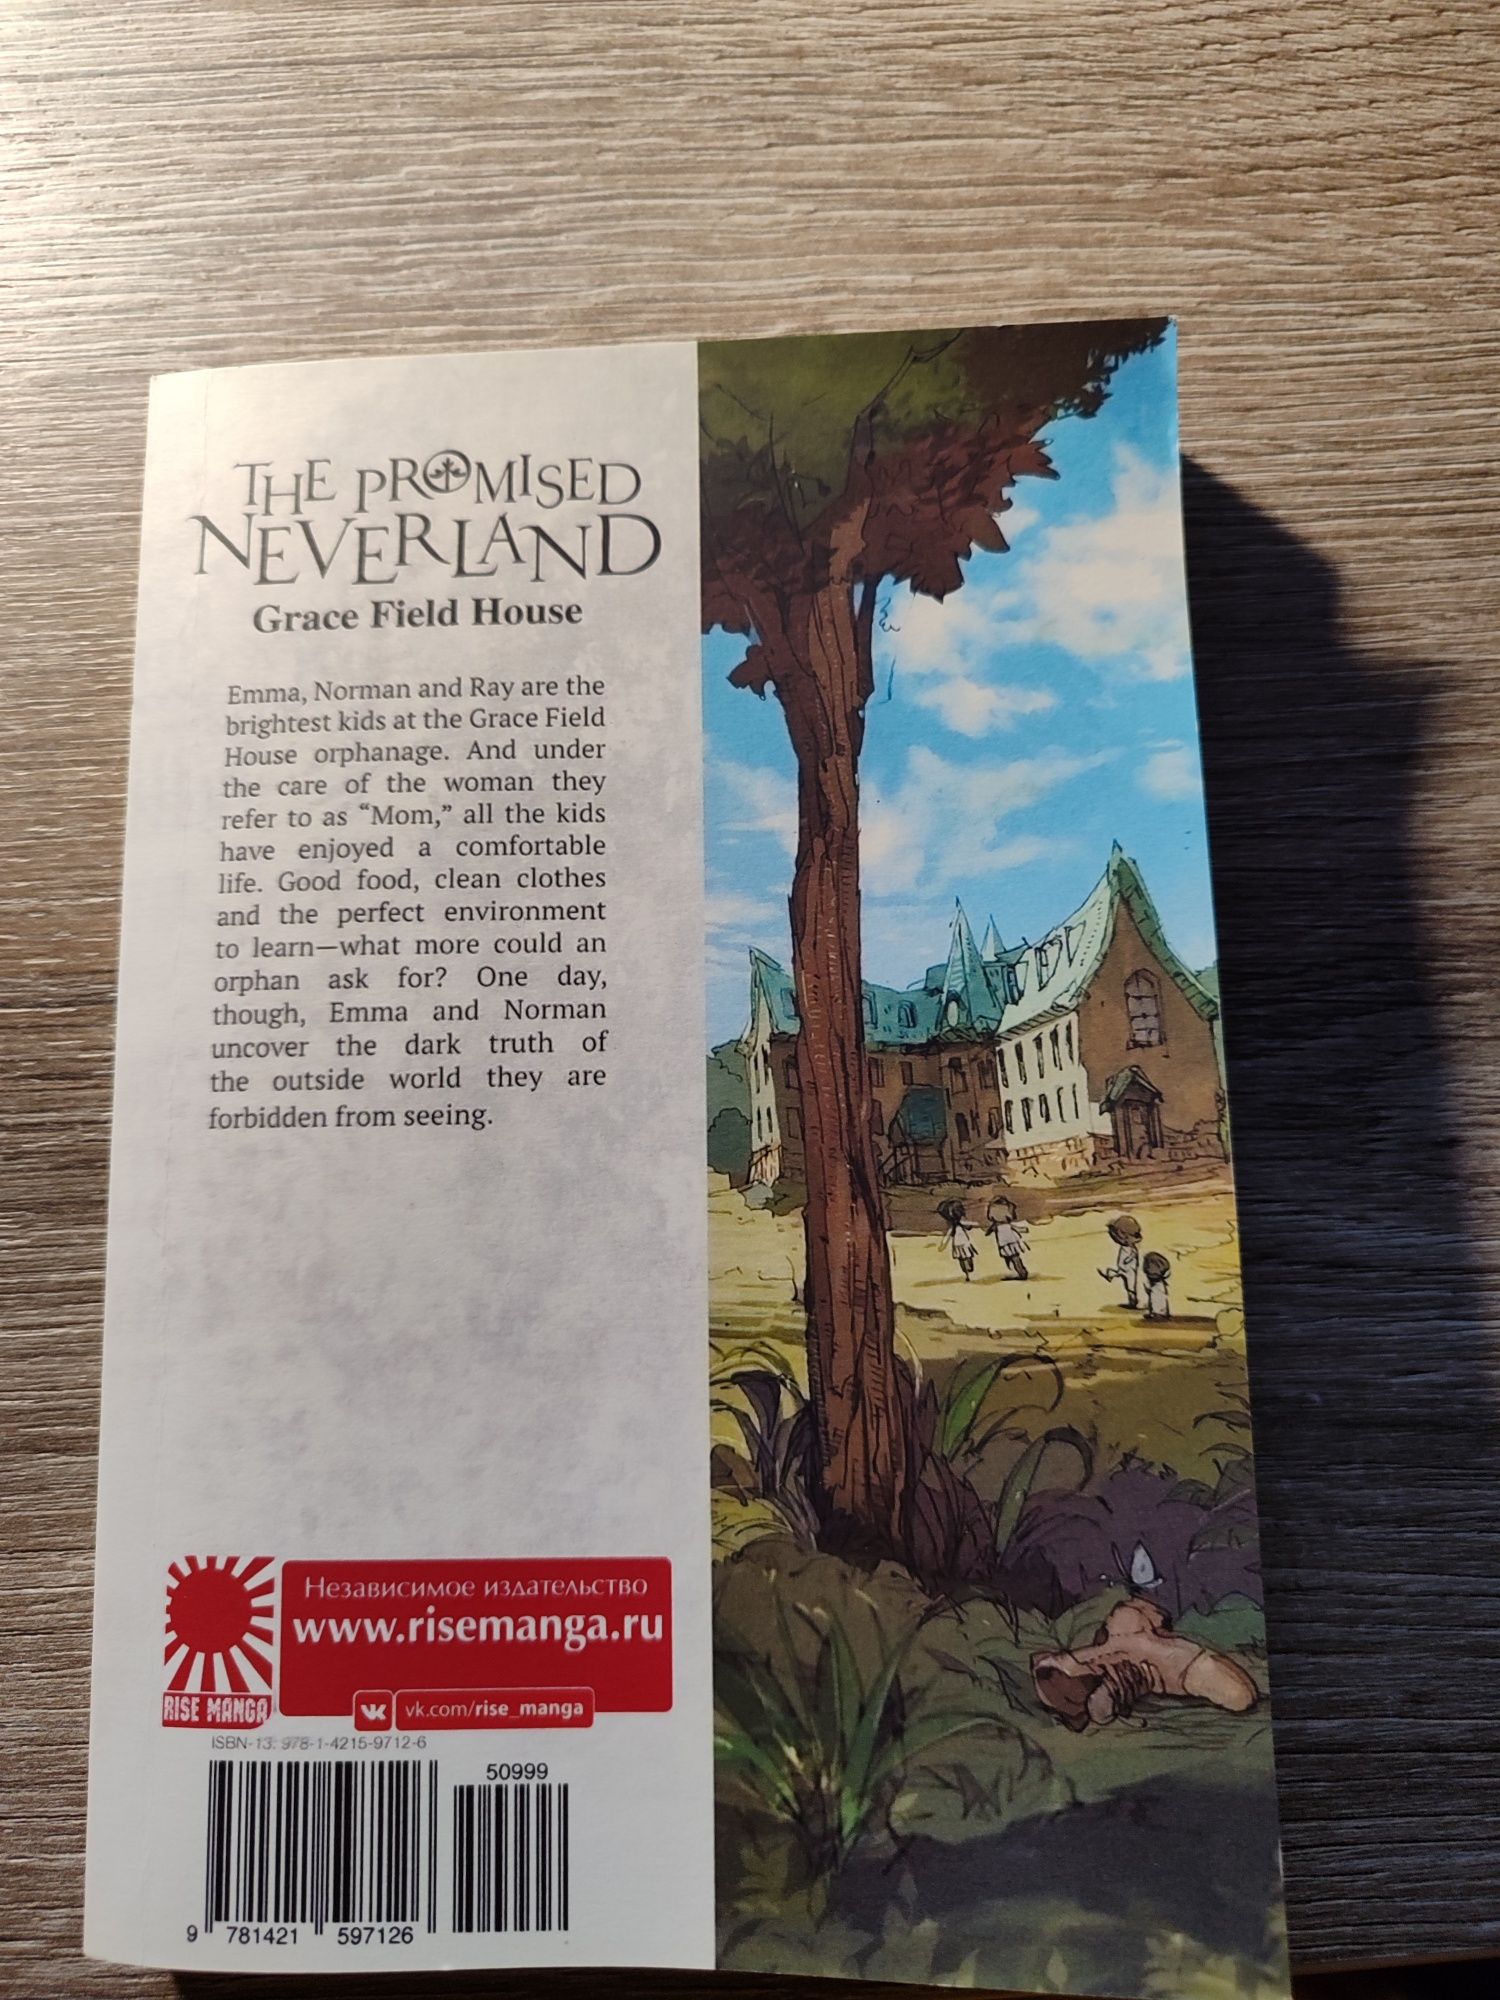 THE PROMISED
NEVERLAND
Grace Field House
Emma, Norman and Ray are the
brightest kids at the Grace Field
House orphanage. And under
the care of the woman they
refer to as “Mom,” all the kids
have enjoyed a comfortable
life. Good food, clean clothes
and the perfect environment
to learn—what more could an
orphan ask for? One day,
though, Emma and Norman
uncover the dark truth of
the outside world they are
forbidden from seeing.
Независимое издательство
www.risemanga.ru
RISE MANGA
vk.com/rise_manga
ISBN-13: 978-1-4215-9712-6
50999
9 781421 597126